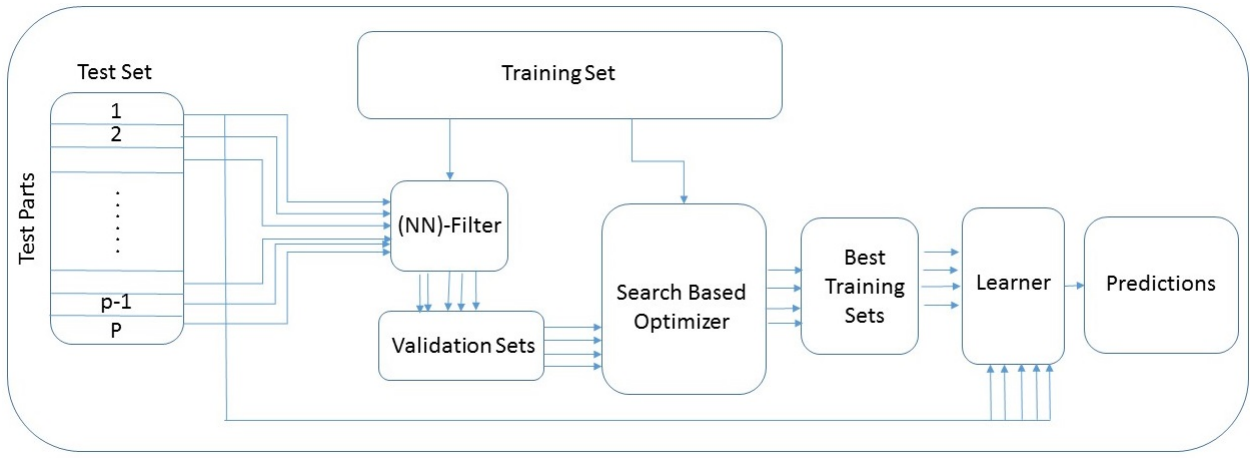 Training Set
Test Set
Test Parts
1
2
p-1
P
(NN)-Filter
Validation Sets
Search Based
Optimizer
Best
Training
Sets
Learner
Predictions